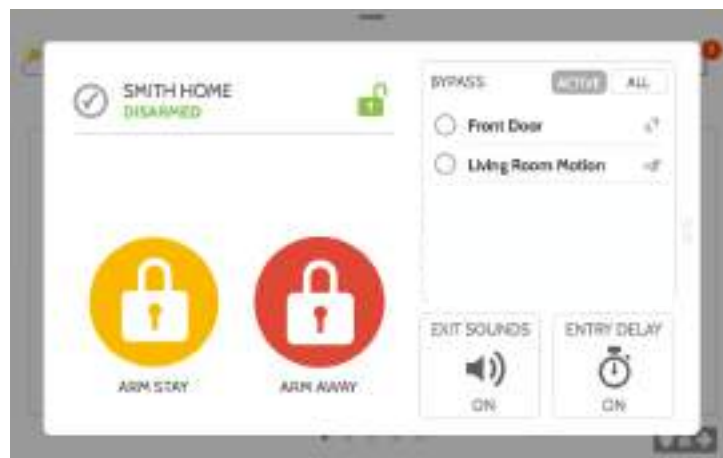 SMITH HOME
DISARMED
BYPASS
ACTIVE
ALL
Front Door
Living Room Motion
ARM STAY
ARM AWAY
EXIT SOUNDS
ON
ENTRY DELAY
ON